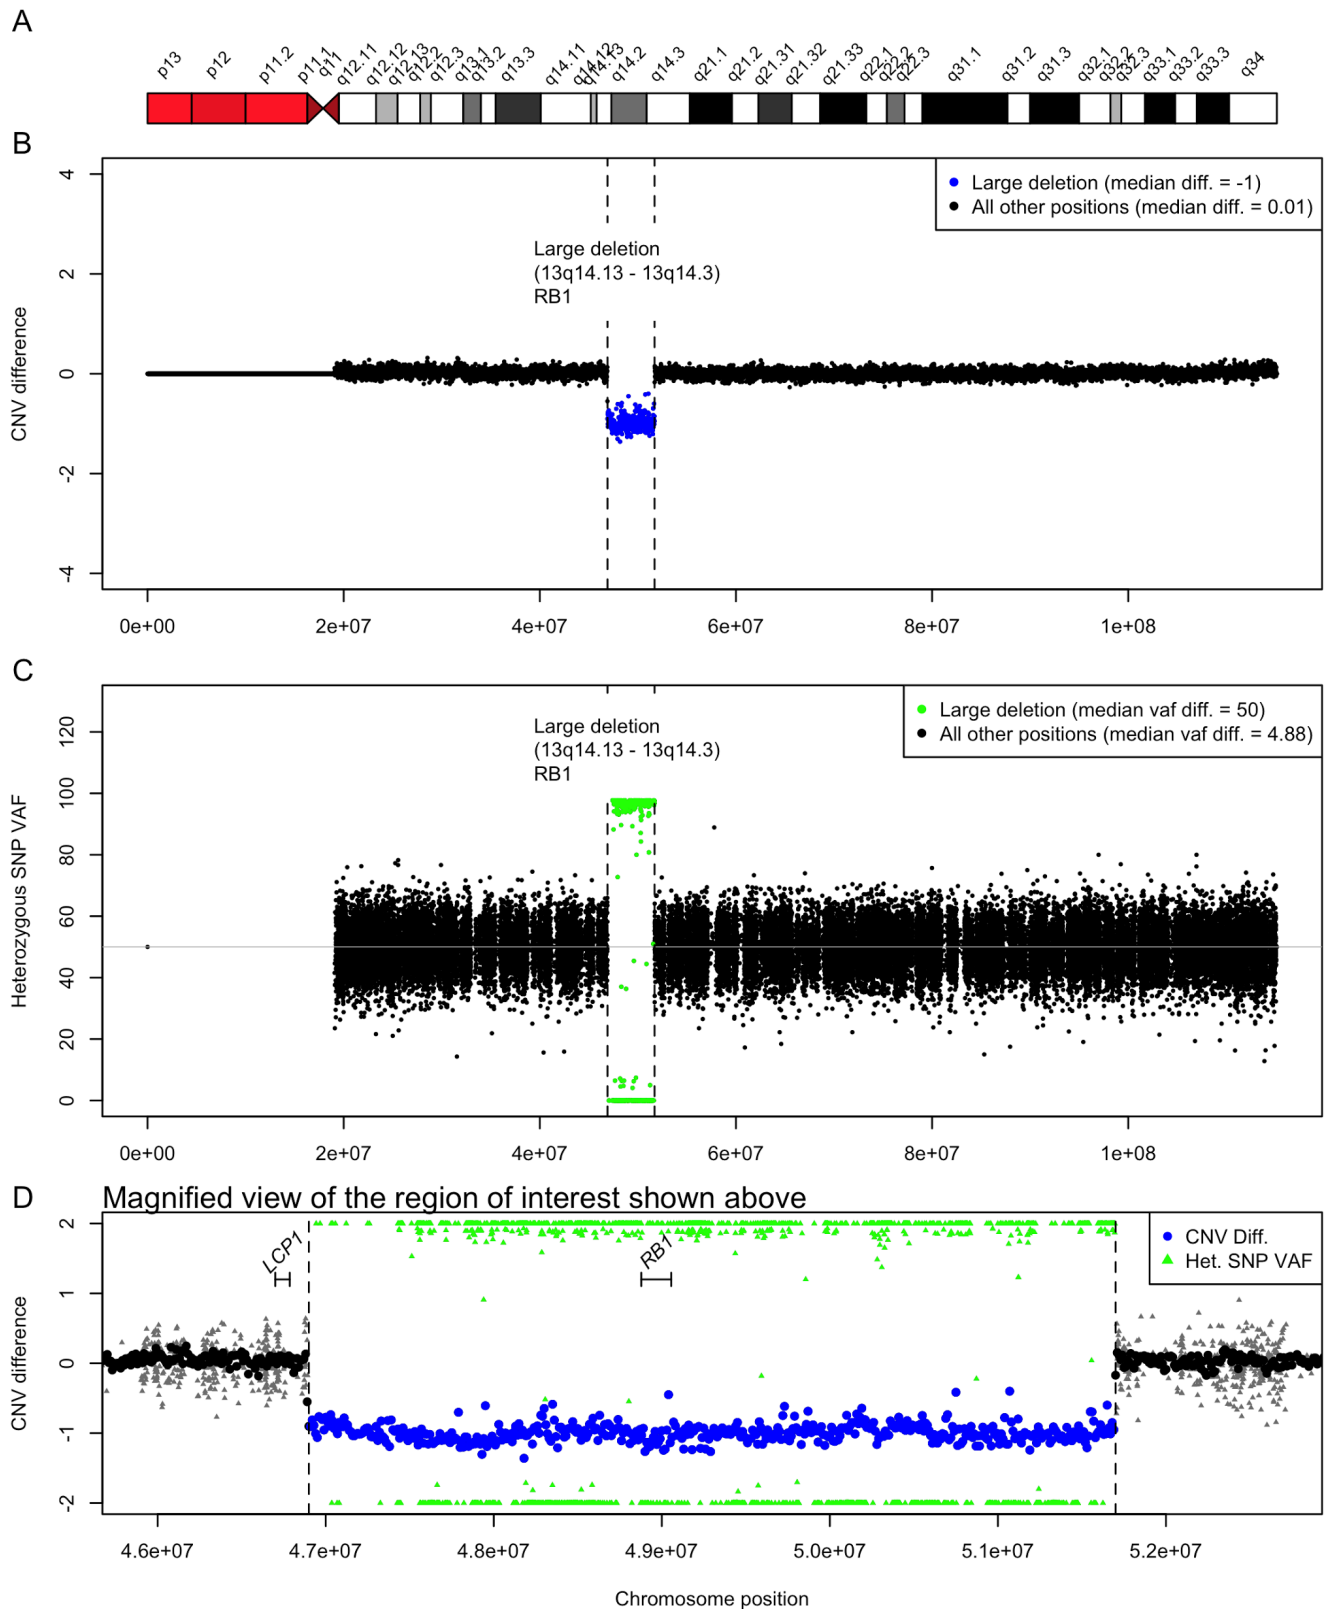 A
p13 p12 p11.2 p11.1 q11 q12.11 q12.12 q12.13 q12.2 q12.3 q13.1 q13.2 q13.3 q14.11 q14.12 q14.13 q14.2 q14.3 q21.1 q21.2 q21.31 q21.32 q21.33 q22.1 q22.2 q22.3 q31.1 q31.2 q31.3 q32.1 q32.2 q32.3 q33.1 q33.2 q33.3 q34
B
CNV difference
4
2
0
-2
-4
Large deletion (median diff. = -1)
All other positions (median diff. = 0.01)
Large deletion
(13q14.13 - 13q14.3)
RB1
0e+00 2e+07 4e+07 6e+07 8e+07 1e+08
C
Heterozygous SNP VAF
120
100
80
60
40
20
0
Large deletion (median vaf diff. = 50)
All other positions (median vaf diff. = 4.88)
Large deletion
(13q14.13 - 13q14.3)
RB1
0e+00 2e+07 4e+07 6e+07 8e+07 1e+08
D Magnified view of the region of interest shown above
CNV difference
2
1
0
-1
-2
LCP1
RB1
CNV Diff.
Het. SNP VAF
4.6e+07 4.7e+07 4.8e+07 4.9e+07 5.0e+07 5.1e+07 5.2e+07
Chromosome position